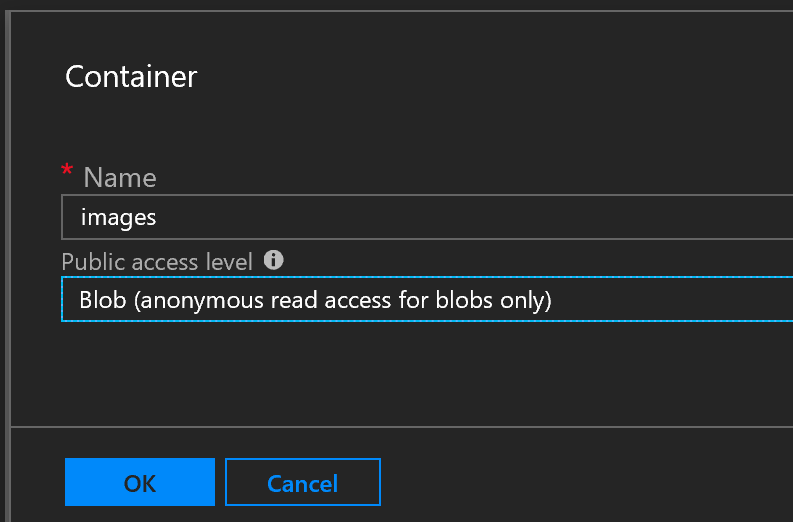 Container
* Name
images
Public access level
Blob (anonymous read access for blobs only)
OK
Cancel